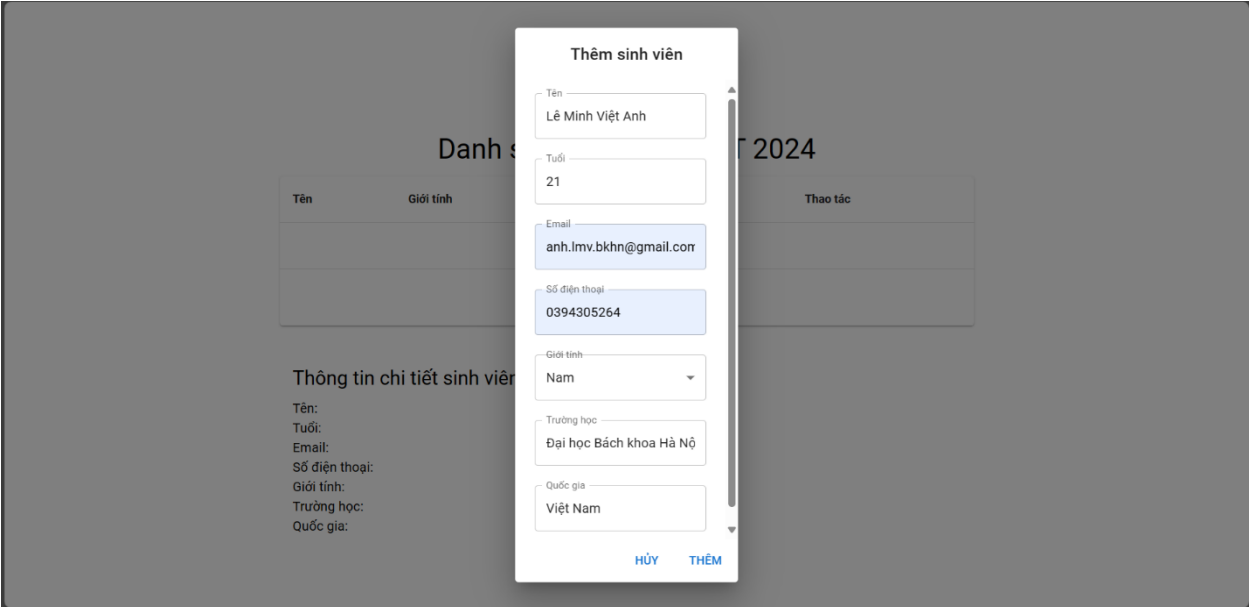 Thêm sinh viên
Tên
Lê Minh Việt Anh
Tuổi
21
Email
anh.lmv.bkhn@gmail.com
Số điện thoại
0394305264
Giới tính
Nam
Trường học
Đại học Bách khoa Hà Nộ
Quốc gia
Việt Nam
HỦY THÊM
Danh 2024
Tên Giới tính Thao tác
Thông tin chi tiết sinh viên
Tên:
Tuổi:
Email:
Số điện thoại:
Giới tính:
Trường học:
Quốc gia: